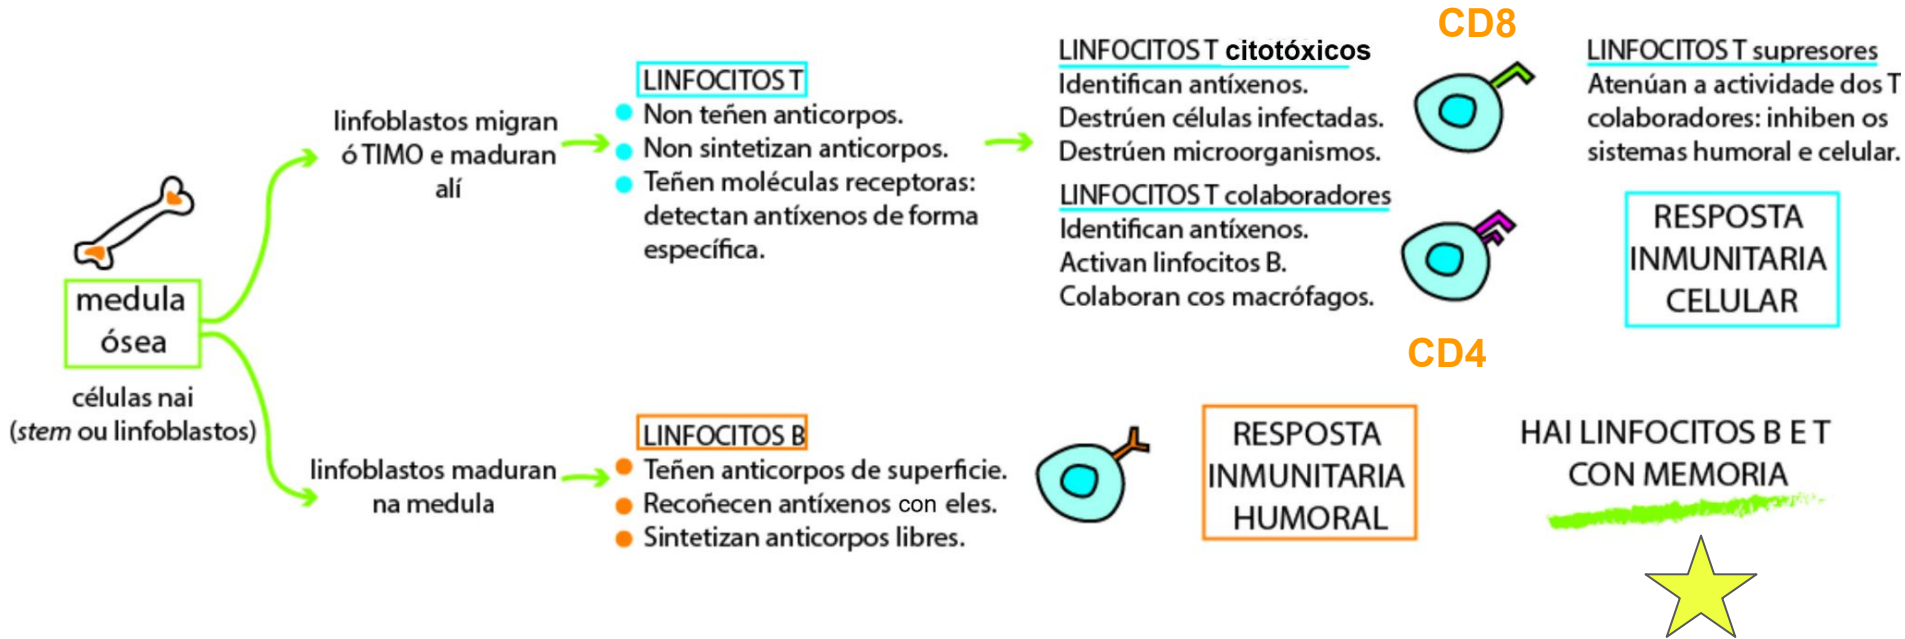 medula
ósea
células nai
(stem ou linfoblastos)
linfoblastos migran
ó TIMO e maduran
alí
LINFOCITOS T
Non teñen anticorpos.
Non sintetizan anticorpos.
Teñen moléculas receptoras:
detectan antíxenos de forma
específica.
CD8
LINFOCITOS T citotóxicos
Identifican antíxenos.
Destrúen células infectadas.
Destrúen microorganismos.
LINFOCITOS T colaboradores
Identifican antíxenos.
Activan linfocitos B.
Colaboran cos macrófagos.
CD4
LINFOCITOS T supresores
Atenúan a actividade dos T
colaboradores: inhiben os
sistemas humoral e celular.
RESPOSTA
INMUNITARIA
CELULAR
linfoblastos maduran
na medula
LINFOCITOS B
Teñen anticorpos de superficie.
Recoñecen antíxenos con eles.
Sintetizan anticorpos libres.
RESPOSTA
INMUNITARIA
HUMORAL
HAI LINFOCITOS B E T
CON MEMORIA